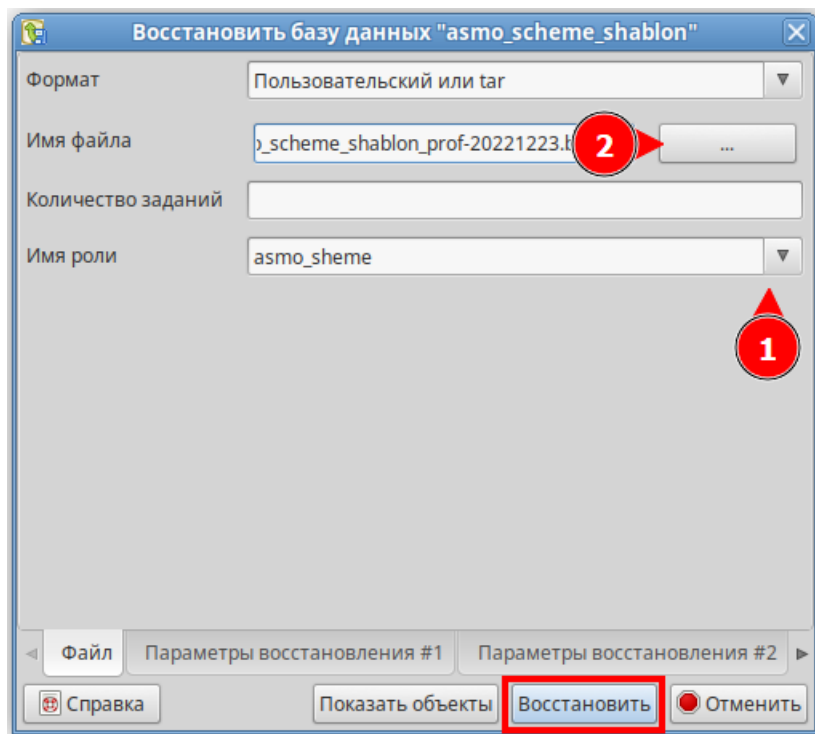 Восстановить базу данных "asmo_scheme_shablon"
Формат
Пользовательский или tar
Имя файла
_scheme_shablon_prof-20221223.b
2
...
Количество заданий
Имя роли
asmo_sheme
1
Файл
Параметры восстановления #1
Параметры восстановления #2
Справка
Показать объекты
Восстановить
Отменить